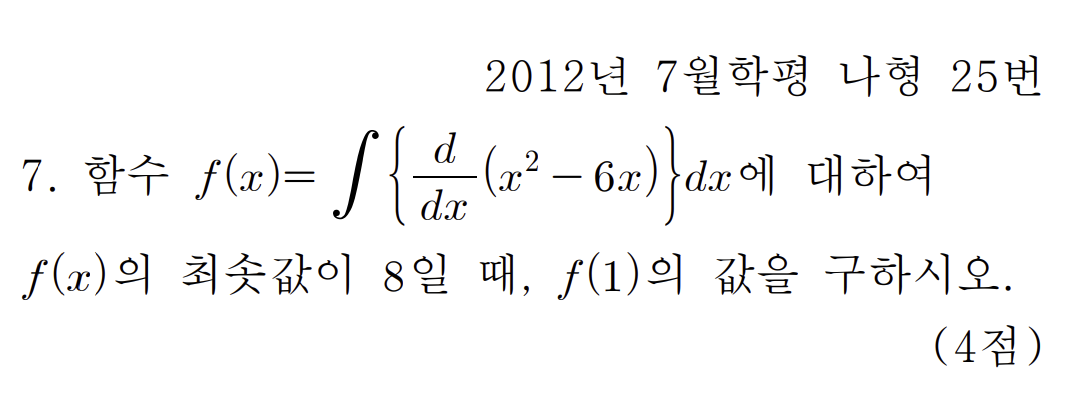 2012년 7월학평 나형 25번
7. 함수 f(x)= ∫{d/dx(x² − 6x)}dx에 대하여
f(x)의 최솟값이 8일 때, f(1)의 값을 구하시오.
(4점)